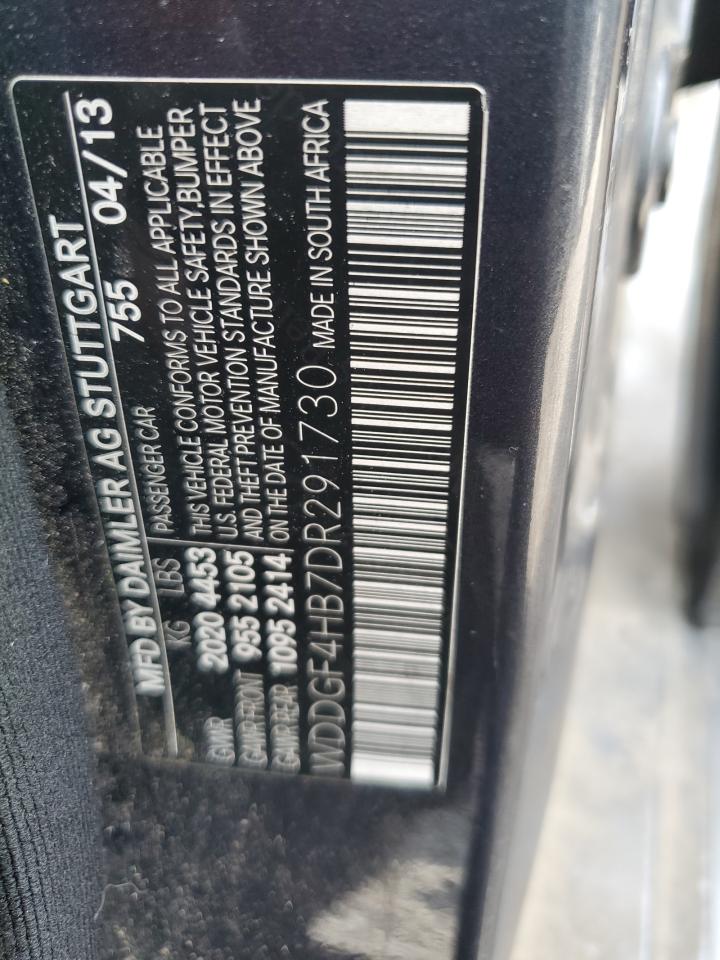 MFD BY DAIMLER AG STUTTGART
755 04/13
KG LBS PASSENGER CAR
GVWR 2020 4453 THIS VEHICLE CONFORMS TO ALL APPLICABLE
U.S. FEDERAL MOTOR VEHICLE SAFETY,BUMPER
GAWR FRONT 955 2105 AND THEFT PREVENTION STANDARDS IN EFFECT
GAWR REAR 1095 2414 ON THE DATE OF MANUFACTURE SHOWN ABOVE
WDDGF4HB7DR291730 MADE IN SOUTH AFRICA